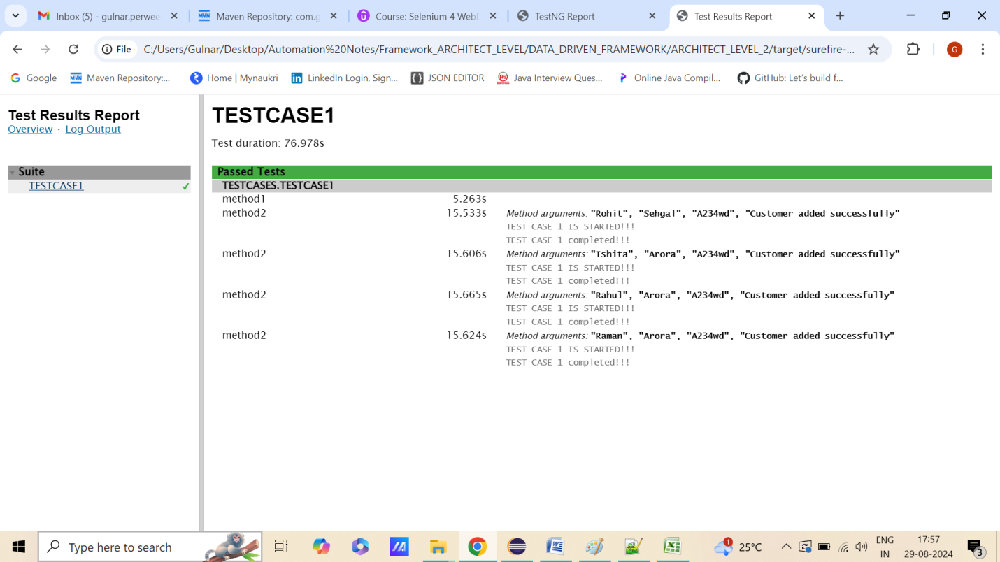 Inbox (5) - gulnar.perwee
Maven Repository: com.g
Course: Selenium 4 Web
TestNG Report
Test Results Report
File
C:/Users/Gulnar/Desktop/Automation%20Notes/Framework_ARCHITECT_LEVEL/DATA_DRIVEN_FRAMEWORK/ARCHITECT_LEVEL_2/target/surefire-...
G
Google
Maven Repository:...
Home | Mynaukri
LinkedIn Login, Sign...
JSON EDITOR
Java Interview Ques...
Online Java Compil...
GitHub: Let's build f...
Test Results Report
Overview · Log Output
Suite
TESTCASE1 ✓
TESTCASE1
Test duration: 76.978s
Passed Tests
TESTCASES.TESTCASE1
method1 5.263s
method2 15.533s Method arguments: "Rohit", "Sehgal", "A234wd", "Customer added successfully"
TEST CASE 1 IS STARTED!!!
TEST CASE 1 completed!!!
method2 15.606s Method arguments: "Ishita", "Arora", "A234wd", "Customer added successfully"
TEST CASE 1 IS STARTED!!!
TEST CASE 1 completed!!!
method2 15.665s Method arguments: "Rahul", "Arora", "A234wd", "Customer added successfully"
TEST CASE 1 IS STARTED!!!
TEST CASE 1 completed!!!
method2 15.624s Method arguments: "Raman", "Arora", "A234wd", "Customer added successfully"
TEST CASE 1 IS STARTED!!!
TEST CASE 1 completed!!!
Type here to search
1
25°C
ENG
IN
17:57
29-08-2024
3